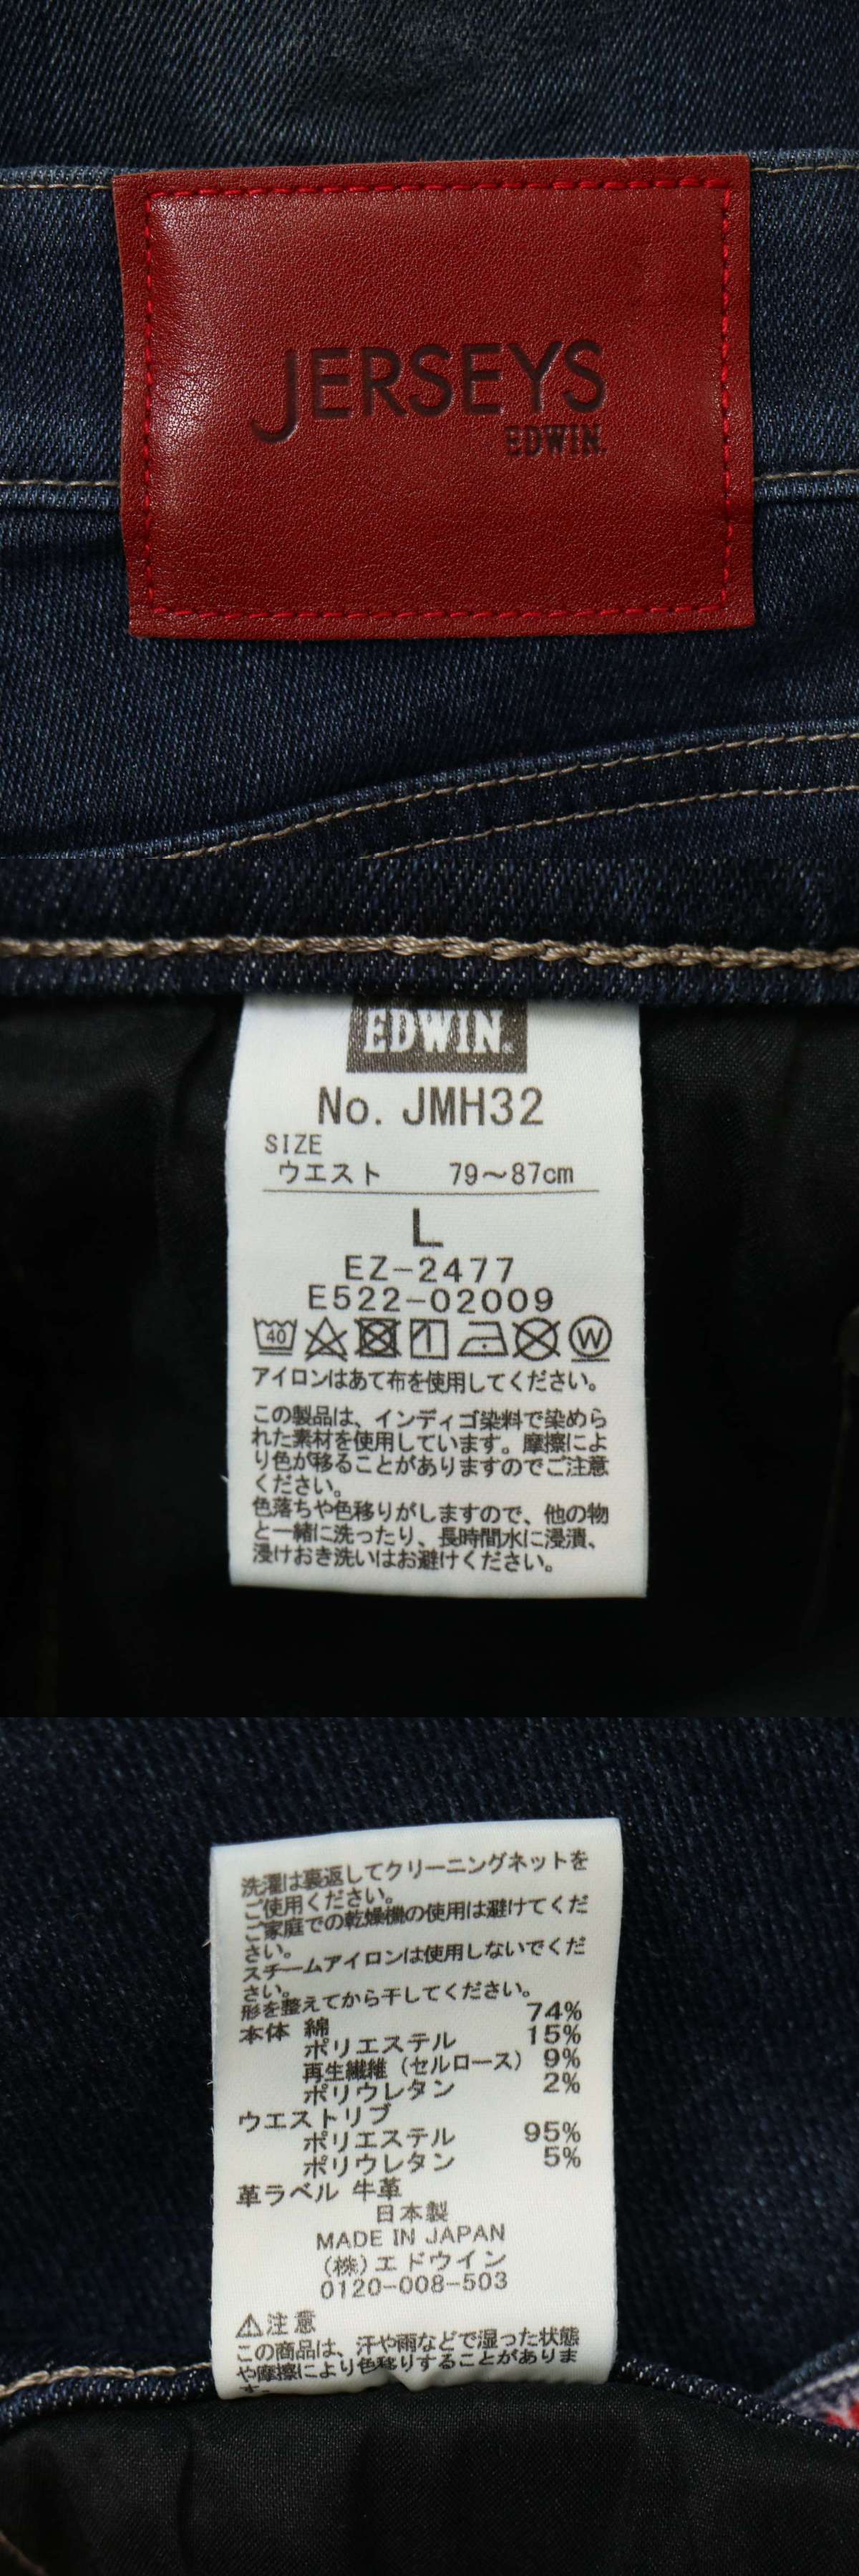 JERSEYS
EDWIN.
EDWIN.
No. JMH32
SIZE
ウエスト 79～87cm
L
EZ-2477
E522-02009
40 W
アイロンはあて布を使用してください。
この製品は、インディゴ染料で染めら
れた素材を使用しています。摩擦によ
り色が移ることがありますのでご注意
ください。
色落ちや色移りがしますので、他の物
と一緒に洗ったり、長時間水に浸漬、
浸けおき洗いはお避けください。
洗濯は裏返してクリーニングネットを
ご使用ください。
ご家庭での乾燥機の使用は避けてくだ
さい。
スチームアイロンは使用しないでくだ
さい。
形を整えてから干してください。
本体 綿 74%
ポリエステル 15%
再生繊維（セルロース） 9%
ポリウレタン 2%
ウエストリブ
ポリエステル 95%
ポリウレタン 5%
革ラベル 牛革
日本製
MADE IN JAPAN
(株)エドウイン
0120-008-503
⚠注意
この商品は、汗や雨などで湿った状態
や摩擦により色移りすることがありま